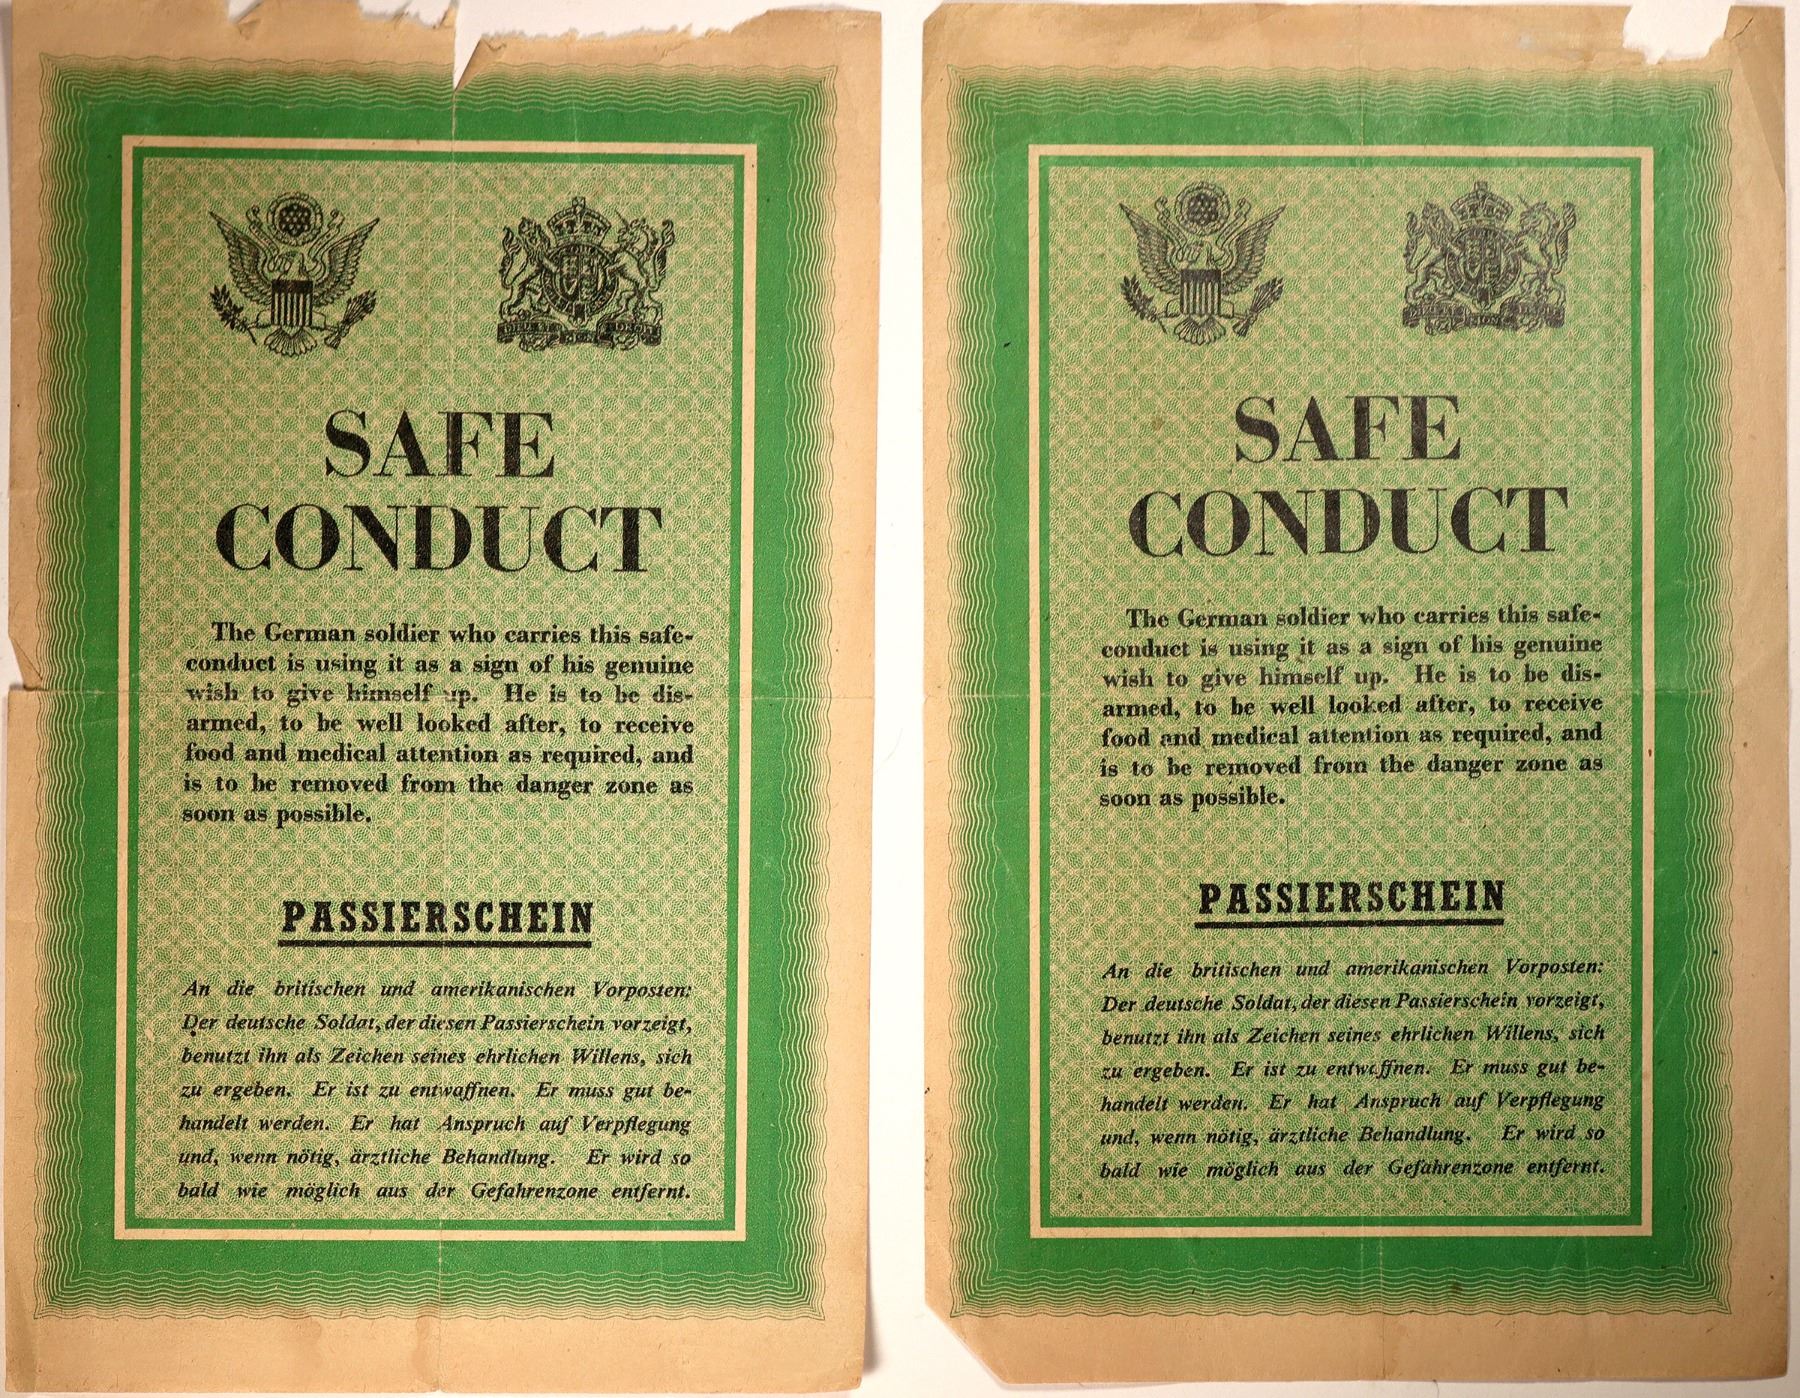 DIEU ET MON DROIT
SAFE
CONDUCT
The German soldier who carries this safe-
conduct is using it as a sign of his genuine
wish to give himself up. He is to be dis-
armed, to be well looked after, to receive
food and medical attention as required, and
is to be removed from the danger zone as
soon as possible.
PASSIERSCHEIN
An die britischen und amerikanischen Vorposten:
Der deutsche Soldat, der diesen Passierschein vorzeigt,
benutzt ihn als Zeichen seines ehrlichen Willens, sich
zu ergeben. Er ist zu entwaffnen. Er muss gut be-
handelt werden. Er hat Anspruch auf Verpflegung
und, wenn nötig, ärztliche Behandlung. Er wird so
bald wie möglich aus der Gefahrenzone entfernt.
DIEU ET MON DROIT
SAFE
CONDUCT
The German soldier who carries this safe-
conduct is using it as a sign of his genuine
wish to give himself up. He is to be dis-
armed, to be well looked after, to receive
food and medical attention as required, and
is to be removed from the danger zone as
soon as possible.
PASSIERSCHEIN
An die britischen und amerikanischen Vorposten:
Der deutsche Soldat, der diesen Passierschein vorzeigt,
benutzt ihn als Zeichen seines ehrlichen Willens, sich
zu ergeben. Er ist zu entwaffnen. Er muss gut be-
handelt werden. Er hat Anspruch auf Verpflegung
und, wenn nötig, ärztliche Behandlung. Er wird so
bald wie möglich aus der Gefahrenzone entfernt.